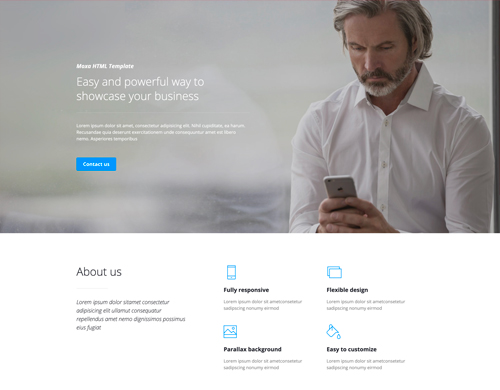 Moxo HTML Template
Easy and powerful way to
showcase your business
Lorem ipsum dolor sit amet, consectetur adipisicing elit. Nihil cupiditate, ea harum,
Recusandae quia deserunt exercitationem unde consequuntur amet vel libero
nemo. Asperiores temporibus
Contact us
About us
Lorem ipsum dolor sitamet consectetur
adipisicing elit ullamut consequatur
repellendus amet nemo dignissimos possimus
eius fugiat
Fully responsive
Lorem ipsum dolor sit ametconsetetur
sadipscing nonumy eirmod
Flexible design
Lorem ipsum dolor sit ametconsetetur
sadipscing nonumy eirmod
Parallax background
Lorem ipsum dolor sit ametconsetetur
sadipscing nonumy eirmod
Easy to customize
Lorem ipsum dolor sit ametconsetetur
sadipscing nonumy eirmod